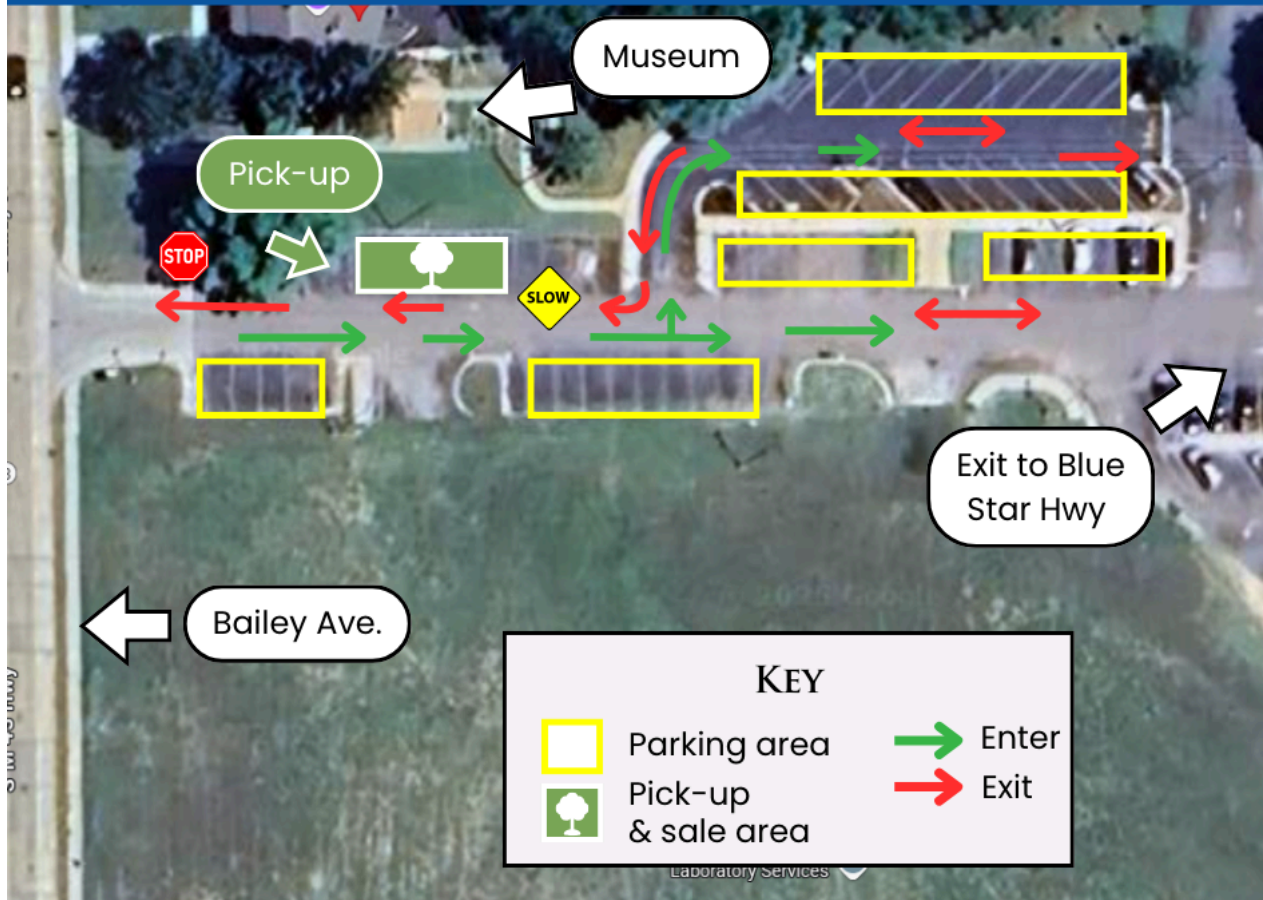 Museum
Pick-up
STOP
SLOW
Exit to Blue
Star Hwy
Bailey Ave.
KEY
Parking area
Enter
Pick-up
& sale area
Exit
Laboratory Services